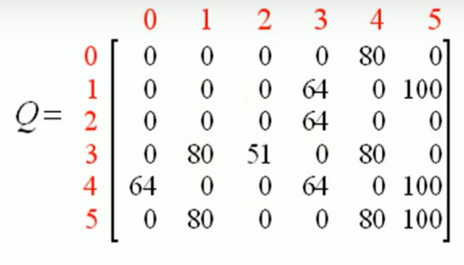 0 1 2 3 4 5
0 0 0 0 0 80 0
1 0 0 0 64 0 100
Q= 2 0 0 0 64 0 0
3 0 80 51 0 80 0
4 64 0 0 64 0 100
5 0 80 0 0 80 100